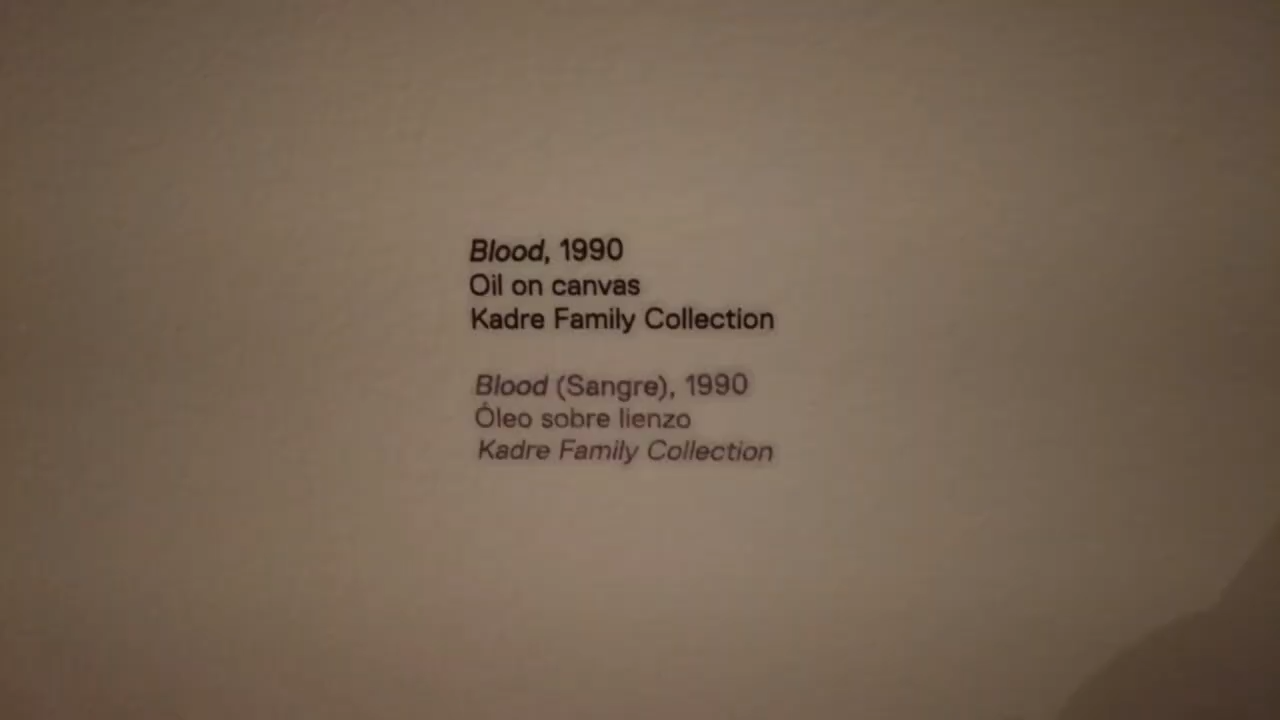 Blood, 1990
Oil on canvas
Kadre Family Collection
Blood (Sangre), 1990
Óleo sobre lienzo
Kadre Family Collection